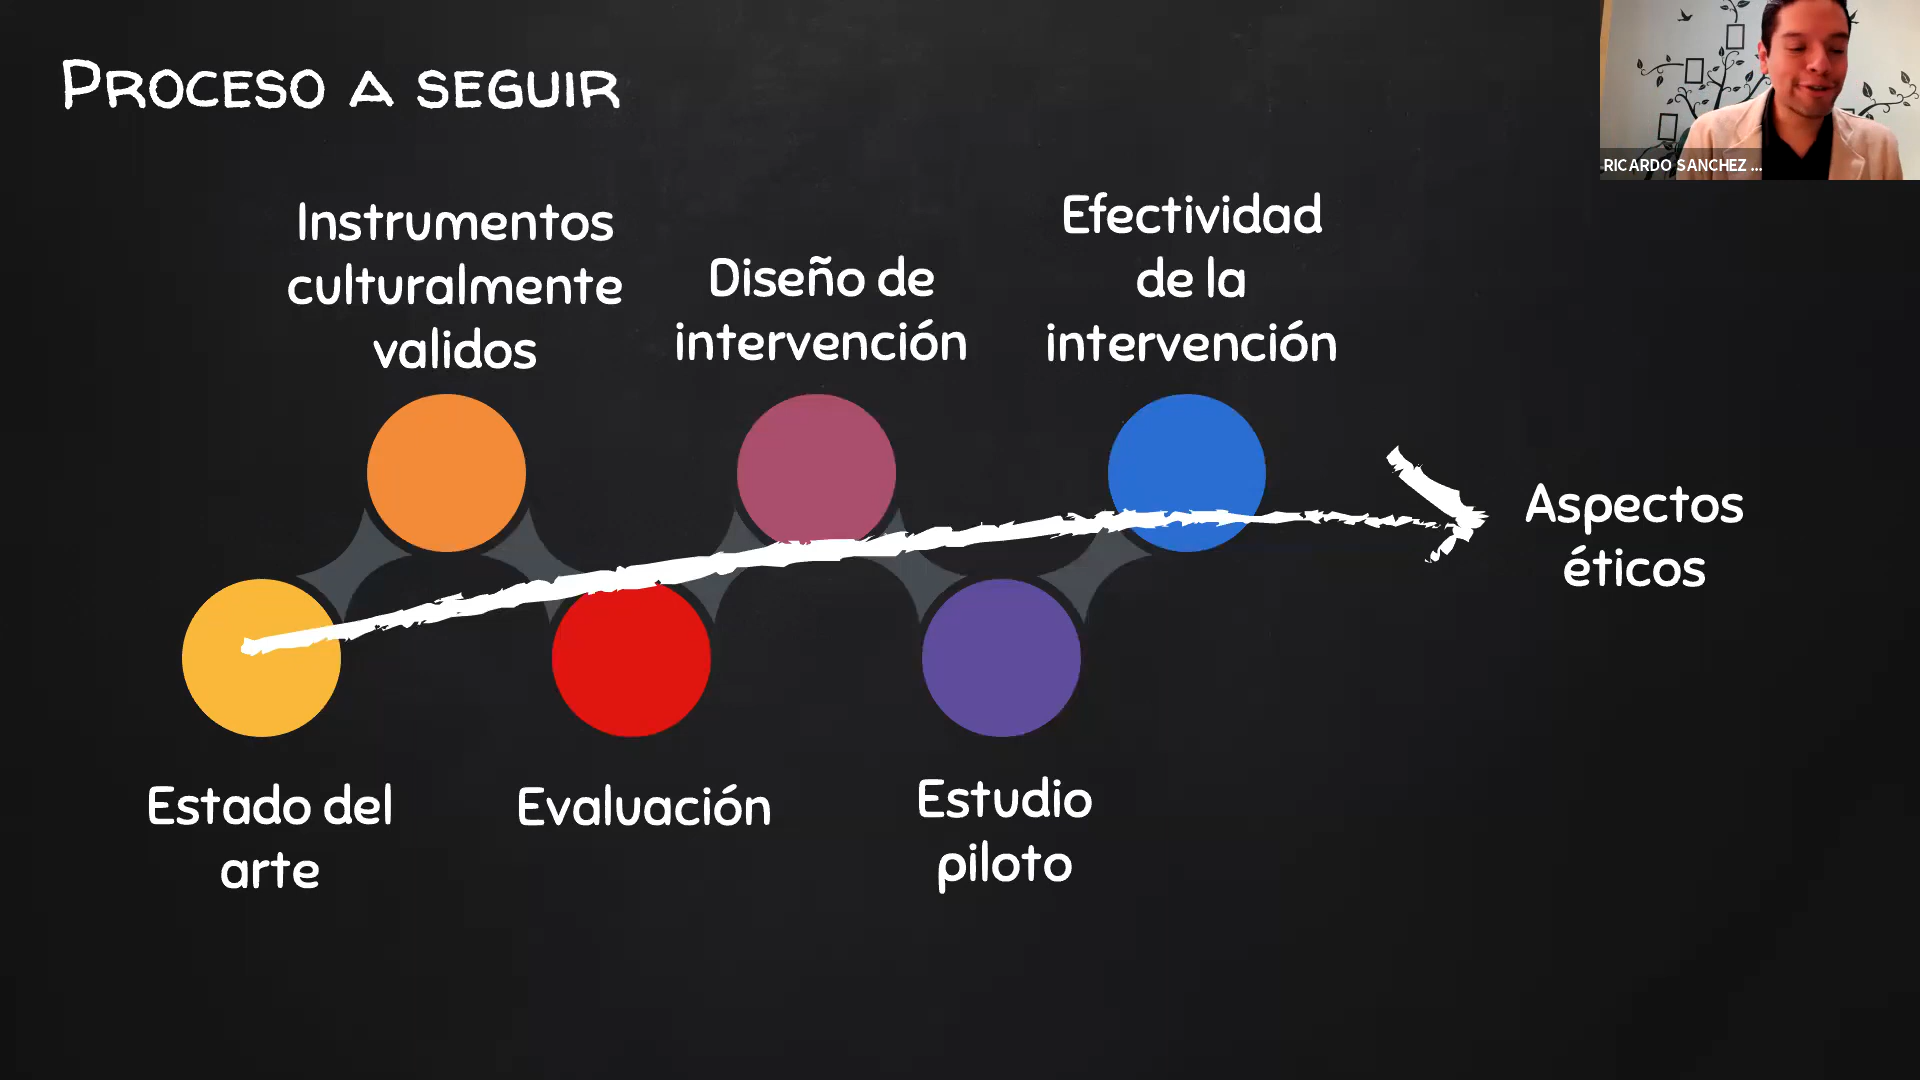 PROCESO A SEGUIR
RICARDO SANCHEZ ...
Instrumentos
culturalmente
validos
Diseño de
intervención
Efectividad
de la
intervención
Aspectos
éticos
Estado del
arte
Evaluación
Estudio
piloto